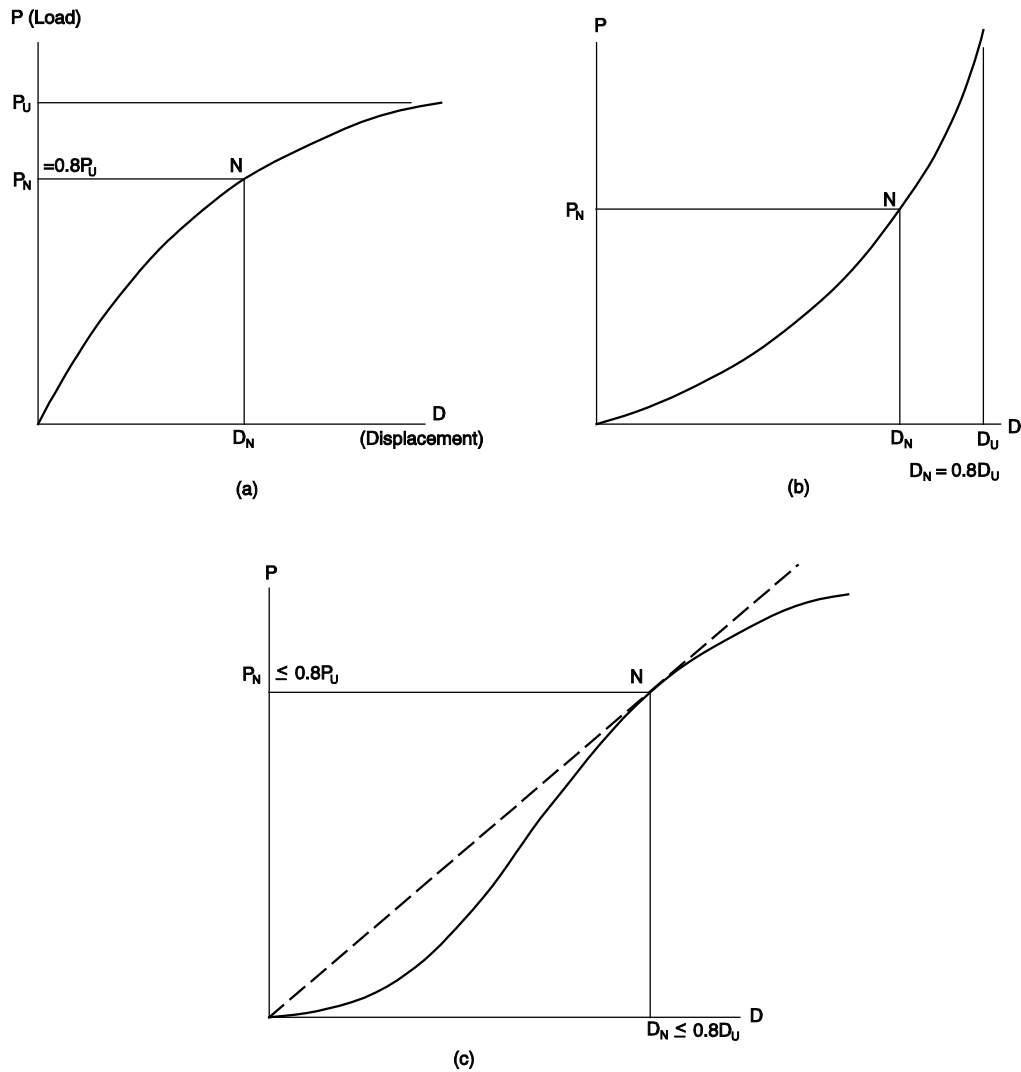 P (Load)
P_U
=0.8P_U
P_N
N
D
D_N
(Displacement)
(a)
P
P_N
N
D
D_N
D_U
D_N = 0.8D_U
(b)
P
P_N ≤ 0.8P_U
N
D
D_N ≤ 0.8D_U
(c)